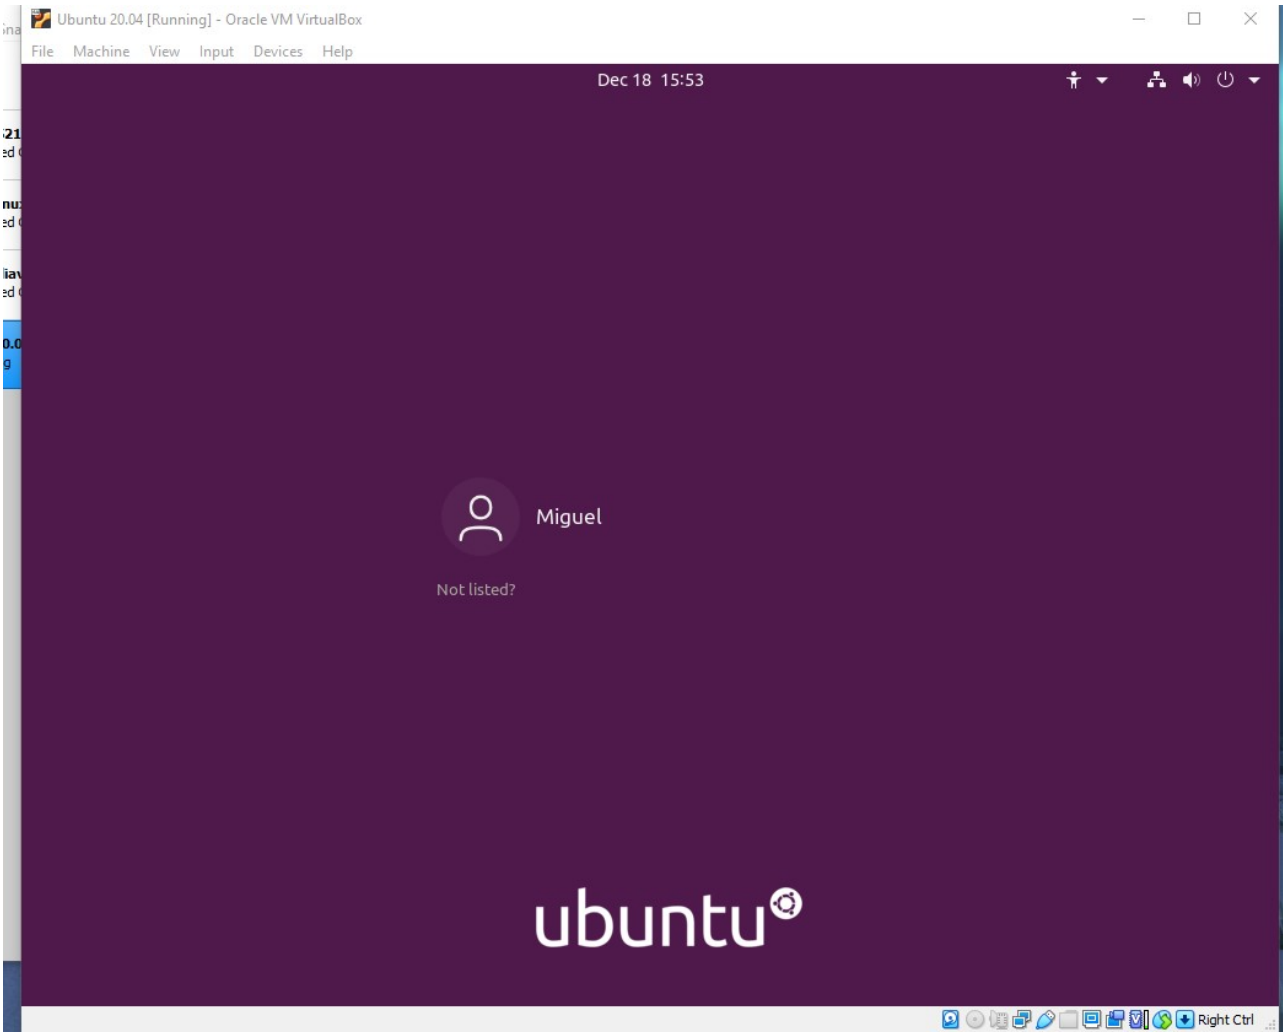 Ubuntu 20.04 [Running] - Oracle VM VirtualBox
File Machine View Input Devices Help
Dec 18 15:53
Miguel
Not listed?
ubuntu
Right Ctrl